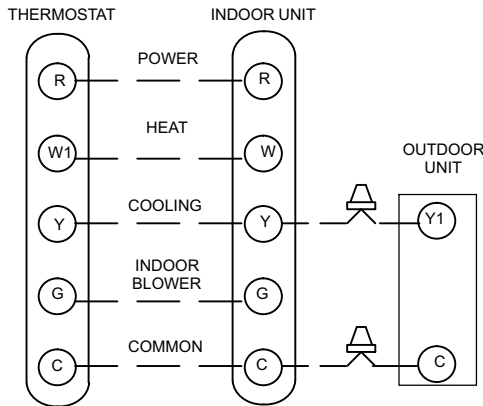 THERMOSTAT
INDOOR UNIT
POWER
R
R
HEAT
W1
W
OUTDOOR
UNIT
COOLING
Y
Y
Y1
INDOOR
BLOWER
G
G
COMMON
C
C
C